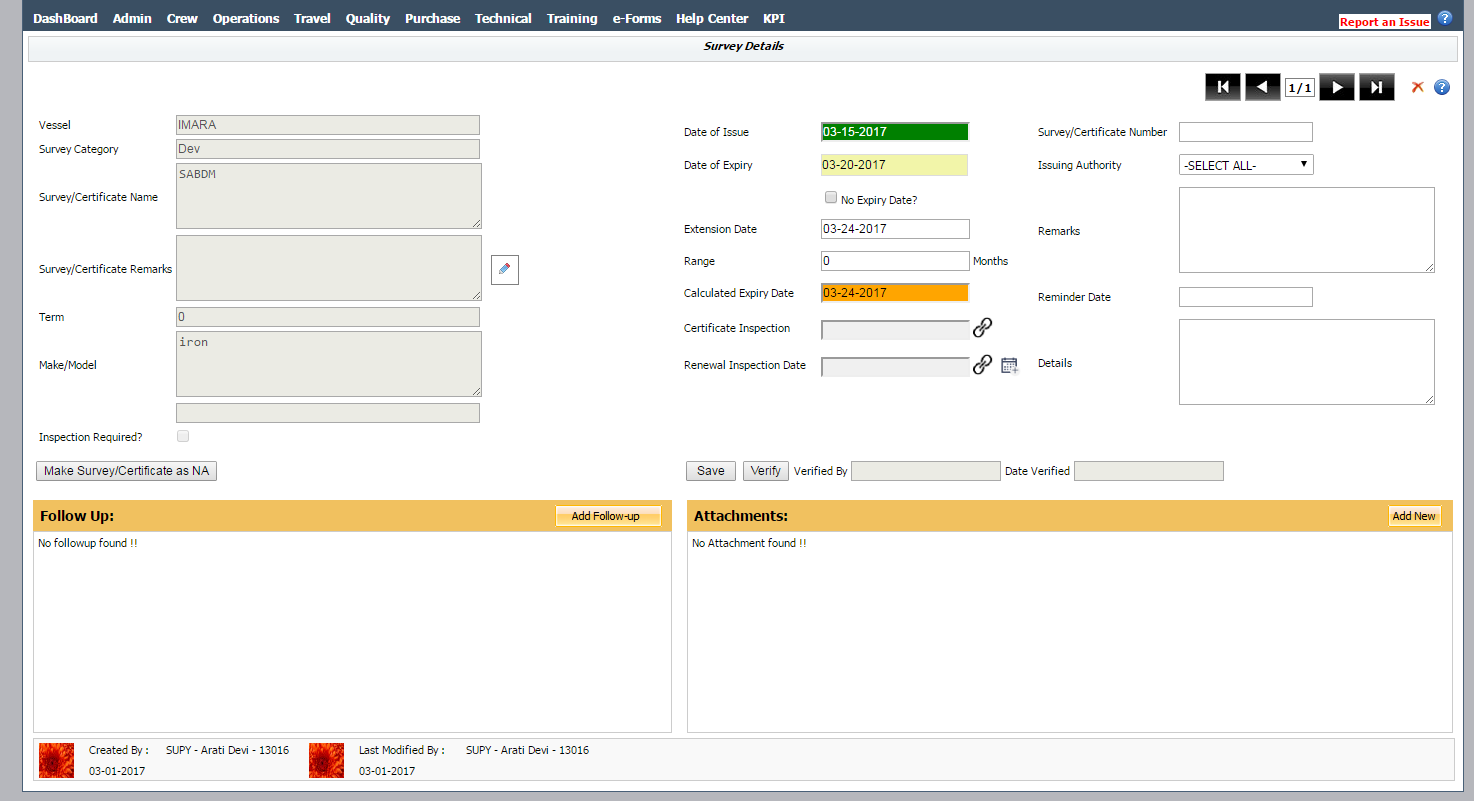 DashBoard Admin Crew Operations Travel Quality Purchase Technical Training e-Forms Help Center KPI
Report an Issue ?
Survey Details
1/1
?
Vessel IMARA
Survey Category Dev
Survey/Certificate Name SABDM
Survey/Certificate Remarks
Term 0
Make/Model iron
Inspection Required?
Make Survey/Certificate as NA
Date of Issue 03-15-2017
Date of Expiry 03-20-2017
No Expiry Date?
Extension Date 03-24-2017
Range 0 Months
Calculated Expiry Date 03-24-2017
Certificate Inspection
Renewal Inspection Date
Survey/Certificate Number
Issuing Authority -SELECT ALL-
Remarks
Reminder Date
Details
Save Verify Verified By Date Verified
Follow Up: Add Follow-up
No followup found !!
Attachments: Add New
No Attachment found !!
Created By : SUPY - Arati Devi - 13016
03-01-2017
Last Modified By : SUPY - Arati Devi - 13016
03-01-2017